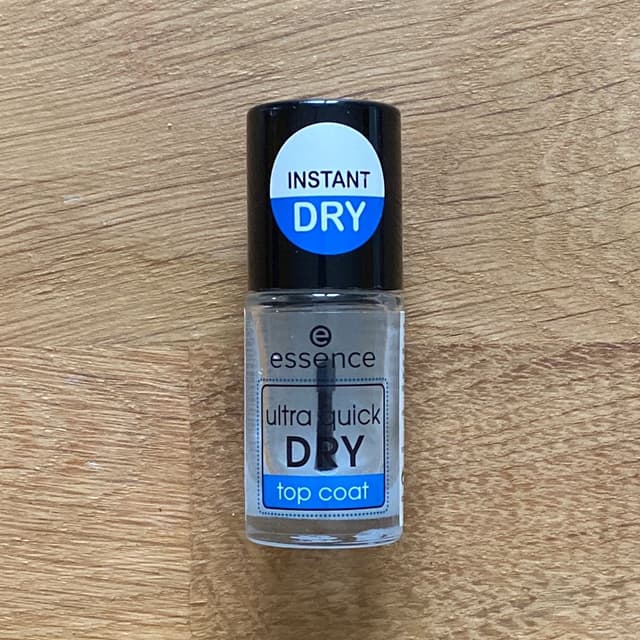 INSTANT
DRY
e
essence
ultra quick
DRY
top coat